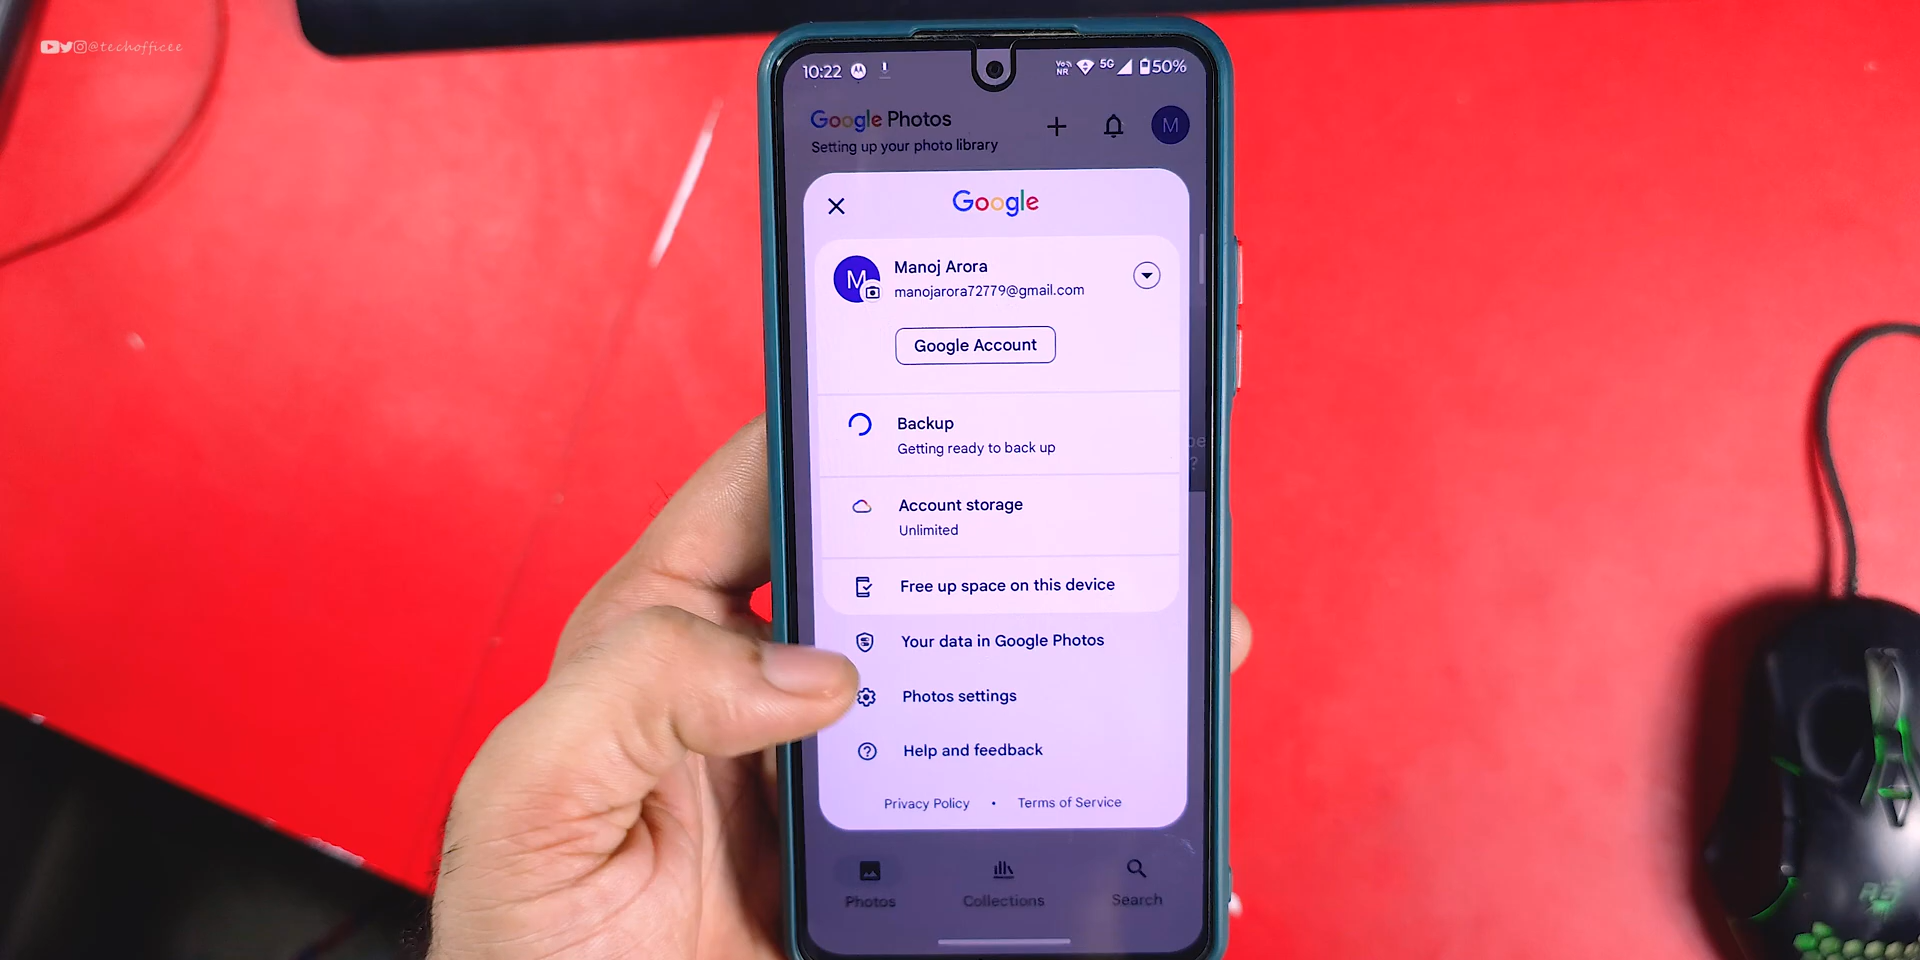 @techofficee
10:22
Vo NR 5G 50%
Google Photos
Setting up your photo library
M
Google
M
Manoj Arora
manojarora72779@gmail.com
Google Account
Backup
Getting ready to back up
Account storage
Unlimited
Free up space on this device
Your data in Google Photos
Photos settings
Help and feedback
Privacy Policy • Terms of Service
Photos Collections Search